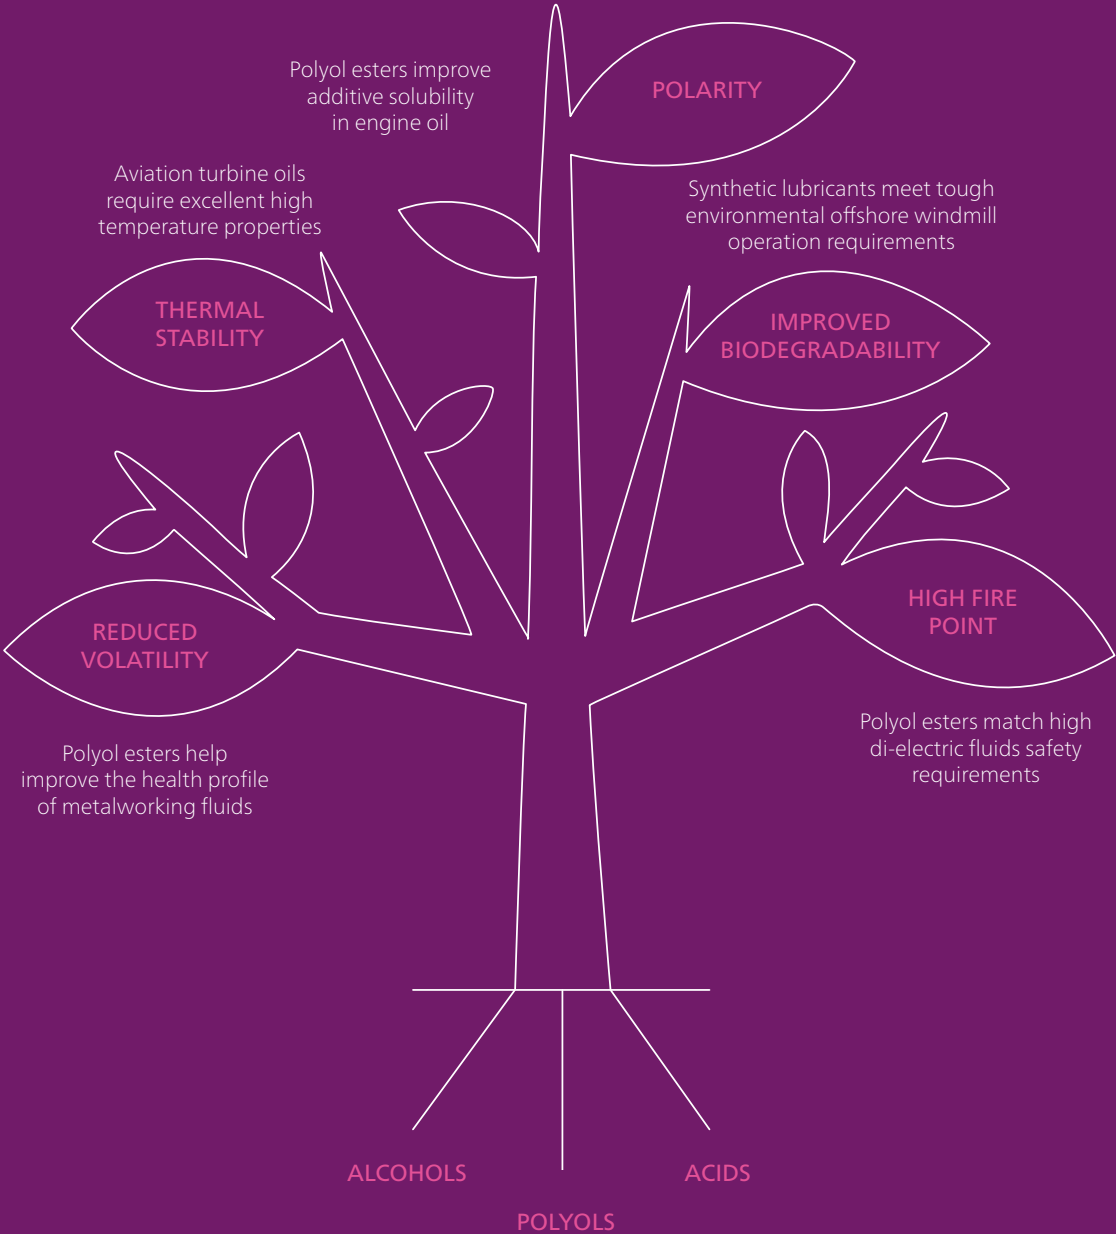 Polyol esters improve
additive solubility
in engine oil
POLARITY
Aviation turbine oils
require excellent high
temperature properties
Synthetic lubricants meet tough
environmental offshore windmill
operation requirements
THERMAL
STABILITY
IMPROVED
BIODEGRADABILITY
REDUCED
VOLATILITY
HIGH FIRE
POINT
Polyol esters help
improve the health profile
of metalworking fluids
Polyol esters match high
di-electric fluids safety
requirements
ALCOHOLS
ACIDS
POLYOLS